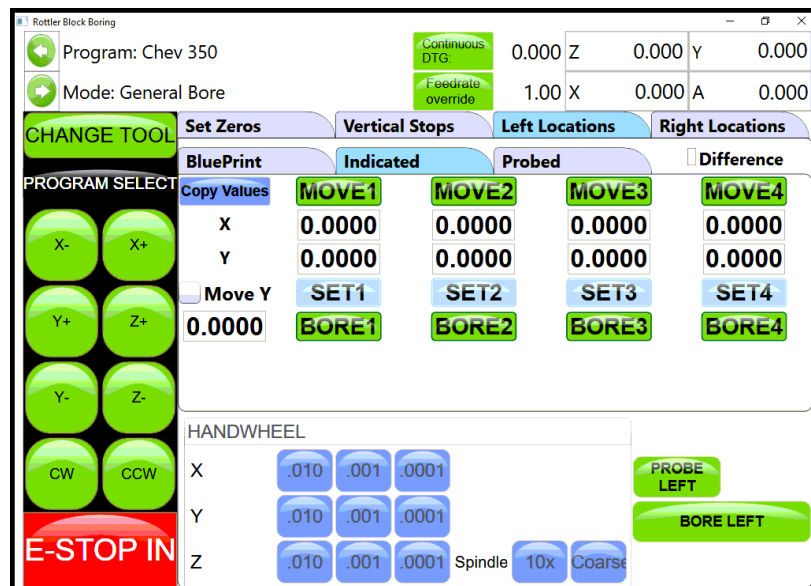 Rottler Block Boring
Program: Chev 350
Continuous DTG: 0.000 Z 0.000 Y 0.000
Mode: General Bore
Feedrate override 1.00 X 0.000 A 0.000
CHANGE TOOL
Set Zeros Vertical Stops Left Locations Right Locations
BluePrint Indicated Probed Difference
PROGRAM SELECT
Copy Values MOVE1 MOVE2 MOVE3 MOVE4
X 0.0000 0.0000 0.0000 0.0000
Y 0.0000 0.0000 0.0000 0.0000
Move Y SET1 SET2 SET3 SET4
0.0000 BORE1 BORE2 BORE3 BORE4
X- X+
Y+ Z+
Y- Z-
CW CCW
E-STOP IN
HANDWHEEL
X .010 .001 .0001
Y .010 .001 .0001
Z .010 .001 .0001 Spindle 10x Coarse
PROBE
LEFT
BORE LEFT